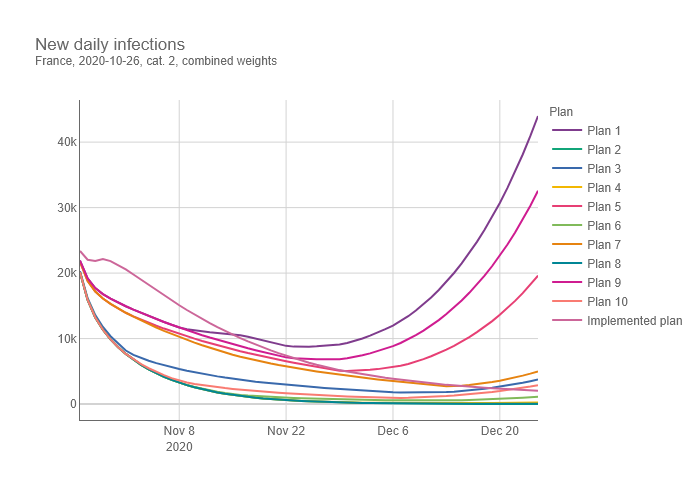 New daily infections
France, 2020-10-26, cat. 2, combined weights
Plan
Plan 1
Plan 2
Plan 3
Plan 4
Plan 5
Plan 6
Plan 7
Plan 8
Plan 9
Plan 10
Implemented plan
40k
30k
20k
10k
0
Nov 8
2020
Nov 22
Dec 6
Dec 20